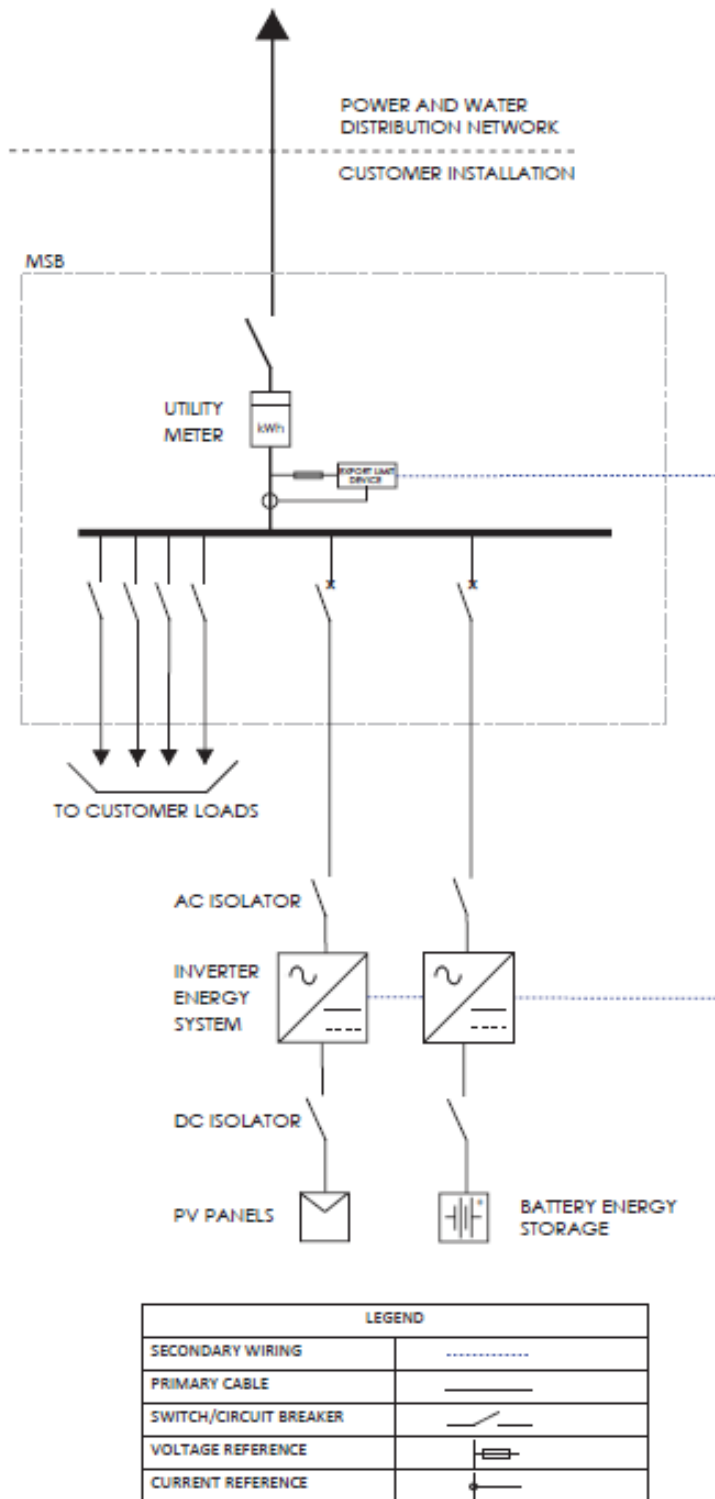 POWER AND WATER
DISTRIBUTION NETWORK
CUSTOMER INSTALLATION
MSB
UTILITY
METER
kWh
EXPORT LIMIT
DEVICE
TO CUSTOMER LOADS
AC ISOLATOR
INVERTER
ENERGY
SYSTEM
DC ISOLATOR
PV PANELS
BATTERY ENERGY
STORAGE
LEGEND
SECONDARY WIRING
PRIMARY CABLE
SWITCH/CIRCUIT BREAKER
VOLTAGE REFERENCE
CURRENT REFERENCE